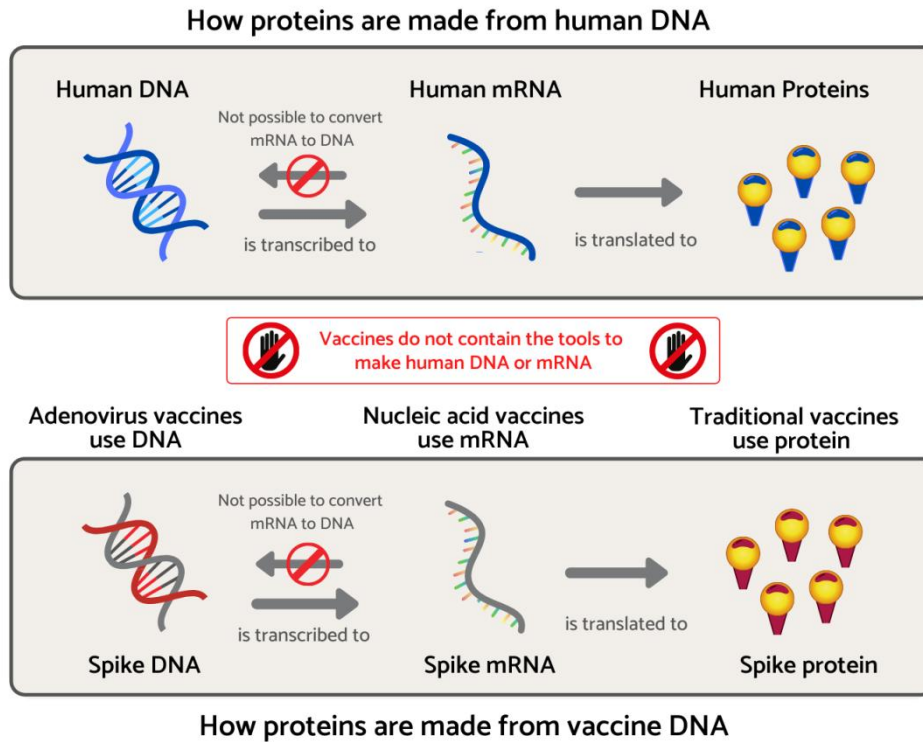 How proteins are made from human DNA
Human DNA
Human mRNA
Human Proteins
Not possible to convert
mRNA to DNA
is transcribed to
is translated to
Vaccines do not contain the tools to
make human DNA or mRNA
Adenovirus vaccines
use DNA
Nucleic acid vaccines
use mRNA
Traditional vaccines
use protein
Not possible to convert
mRNA to DNA
is transcribed to
is translated to
Spike DNA
Spike mRNA
Spike protein
How proteins are made from vaccine DNA